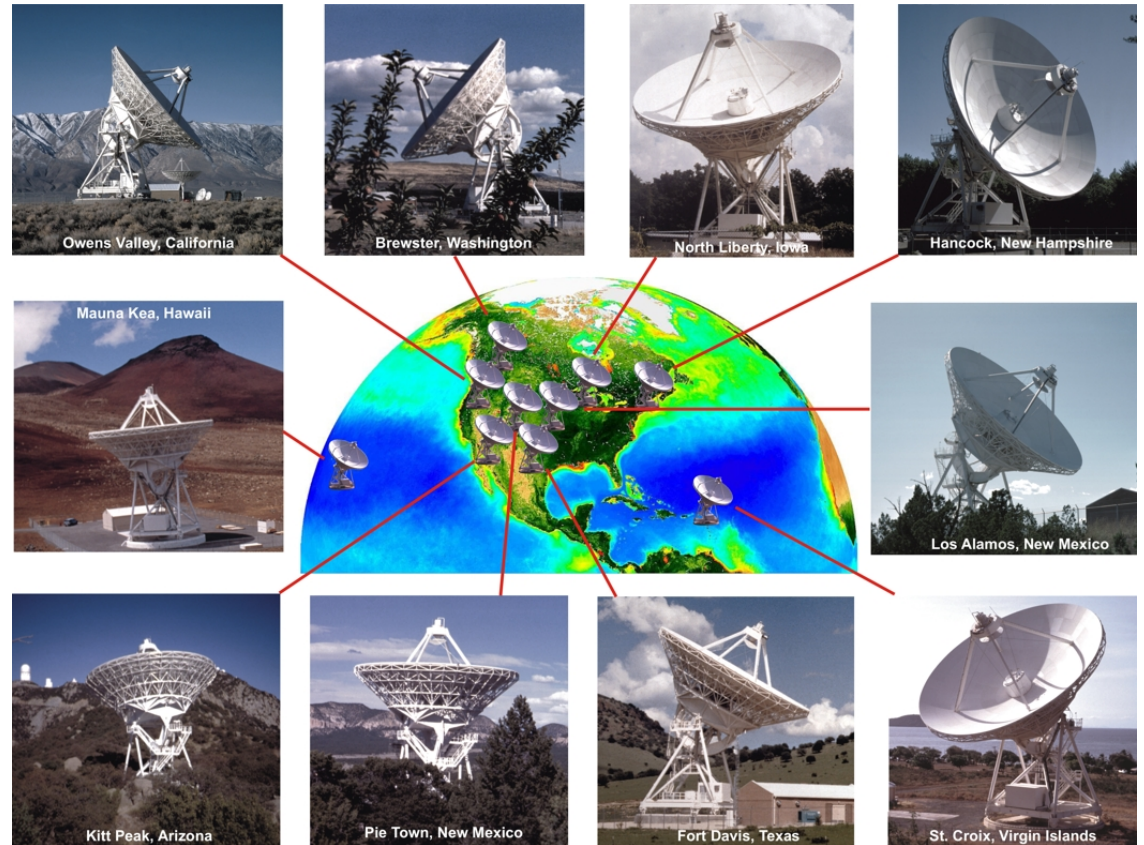 Owens Valley, California
Brewster, Washington
North Liberty, Iowa
Hancock, New Hampshire
Mauna Kea, Hawaii
Los Alamos, New Mexico
Kitt Peak, Arizona
Pie Town, New Mexico
Fort Davis, Texas
St. Croix, Virgin Islands